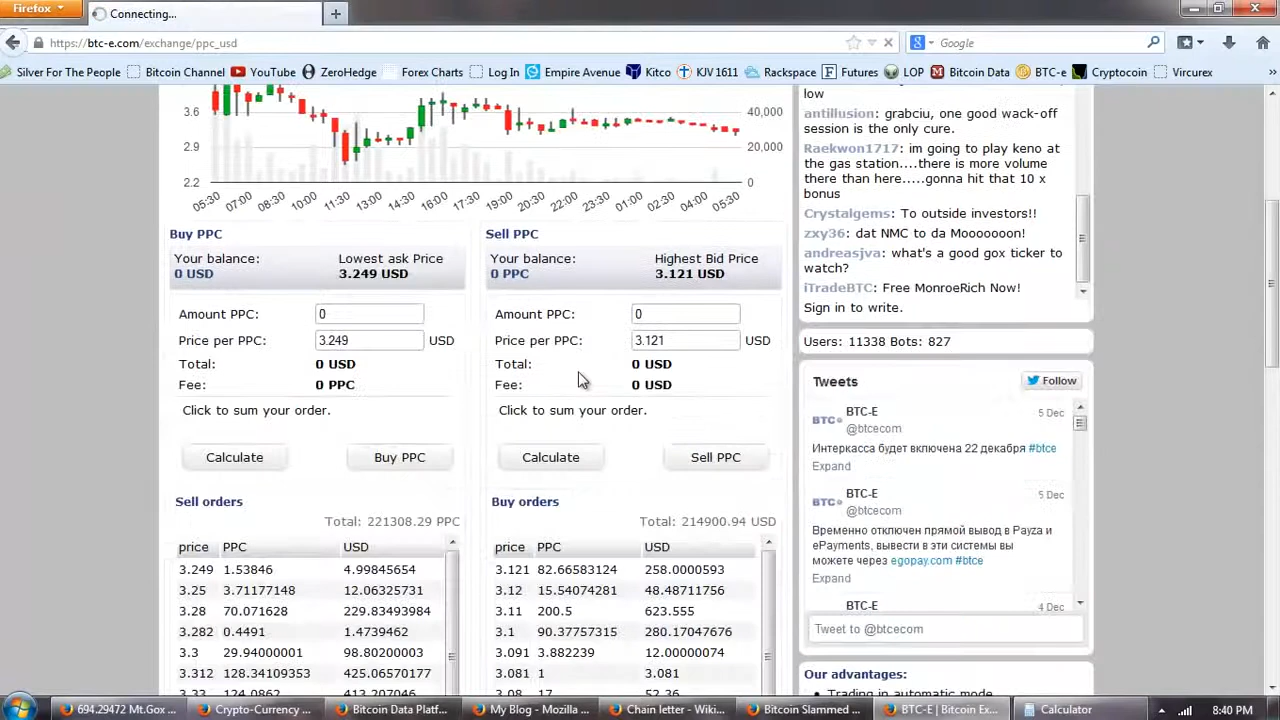 Firefox
Connecting...
https://btc-e.com/exchange/ppc_usd
Google
Silver For The People Bitcoin Channel YouTube ZeroHedge Forex Charts Log In Empire Avenue Kitco KJV1611 Rackspace Futures LOP Bitcoin Data BTC-e Cryptocoin Vircurex
3.6
2.9
2.2
40,000
20,000
0
05:30 07:00 08:30 10:00 11:30 13:00 14:30 16:00 17:30 19:00 20:30 22:00 23:30 01:00 02:30 04:00 05:30
low
antillusion: grabciu, one good wack-off
session is the only cure.
Raekwon1717: im going to play keno at
the gas station....there is more volume
there than here.....gonna hit that 10 x
bonus
Crystalgems: To outside investors!!
zxy36: dat NMC to da Mooooooon!
andreasjva: what's a good gox ticker to
watch?
iTradeBTC: Free MonroeRich Now!
Sign in to write.
Users: 11338 Bots: 827
Buy PPC
Your balance: Lowest ask Price
0 USD 3.249 USD
Amount PPC: 0
Price per PPC: 3.249 USD
Total: 0 USD
Fee: 0 PPC
Click to sum your order.
Calculate Buy PPC
Sell PPC
Your balance: Highest Bid Price
0 PPC 3.121 USD
Amount PPC: 0
Price per PPC: 3.121 USD
Total: 0 USD
Fee: 0 USD
Click to sum your order.
Calculate Sell PPC
Sell orders
Total: 221308.29 PPC
price PPC USD
3.249 1.53846 4.99845654
3.25 3.71177148 12.06325731
3.28 70.071628 229.83493984
3.282 0.4491 1.4739462
3.3 29.94000001 98.80200003
3.312 128.34109353 425.06570177
3.33 124.0862 413.207046
Buy orders
Total: 214900.94 USD
price PPC USD
3.121 82.66583124 258.0000593
3.12 15.54074281 48.48711756
3.11 200.5 623.555
3.1 90.37757315 280.17047676
3.091 3.882239 12.00000074
3.081 1 3.081
3.08 17 52.36
Tweets
Follow
BTC-E 5 Dec
@btcecom
Интеркасса будет включена 22 декабря #btce
Expand
BTC-E 5 Dec
@btcecom
Временно отключен прямой вывод в Payza и
ePayments, вывести в эти системы вы
можете через egopay.com #btce
Expand
BTC-E 4 Dec
Tweet to @btcecom
Our advantages:
Trading in automatic mode
694.29472 Mt.Gox ... Crypto-Currency ... Bitcoin Data Platf... My Blog - Mozilla ... Chain letter - Wiki... Bitcoin Slammed ... BTC-E | Bitcoin Ex... Calculator
8:40 PM